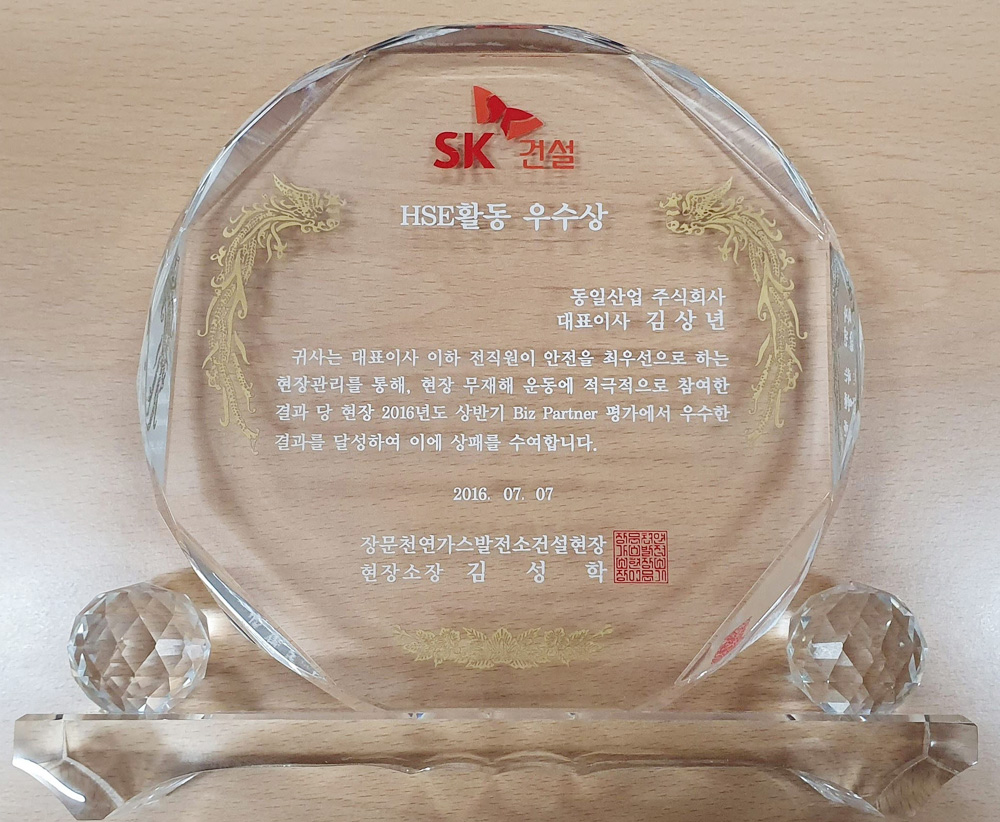 SK 건설
HSE활동 우수상
동일산업 주식회사
대표이사 김상년
귀사는 대표이사 이하 전직원이 안전을 최우선으로 하는
현장관리를 통해, 현장 무재해 운동에 적극적으로 참여한
결과 당 현장 2016년도 상반기 Biz Partner 평가에서 우수한
결과를 달성하여 이에 상패를 수여합니다.
2016. 07. 07
장문천연가스발전소건설현장
현장소장 김 성 학